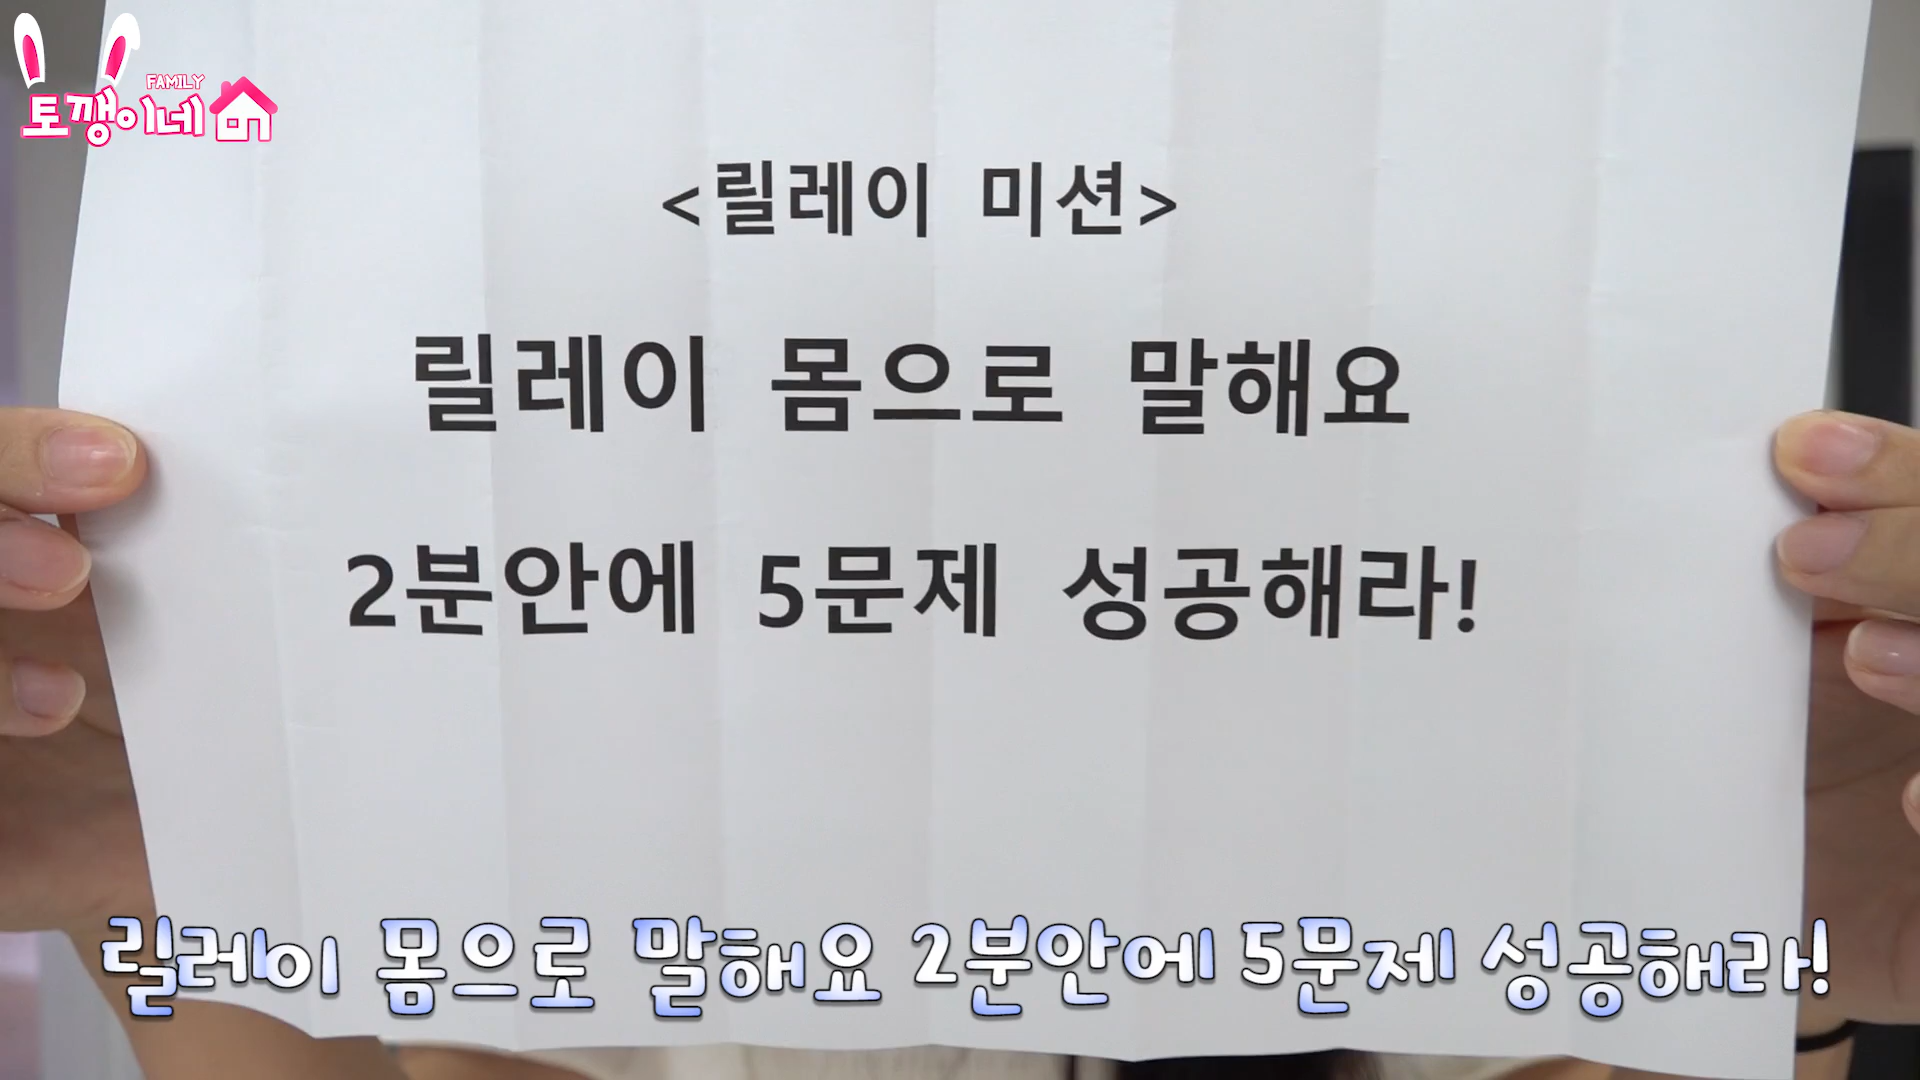 FAMILY
토깽이네
<릴레이 미션>
릴레이 몸으로 말해요
2분안에 5문제 성공해라!
릴레이 몸으로 말해요 2분안에 5문제 성공해라!